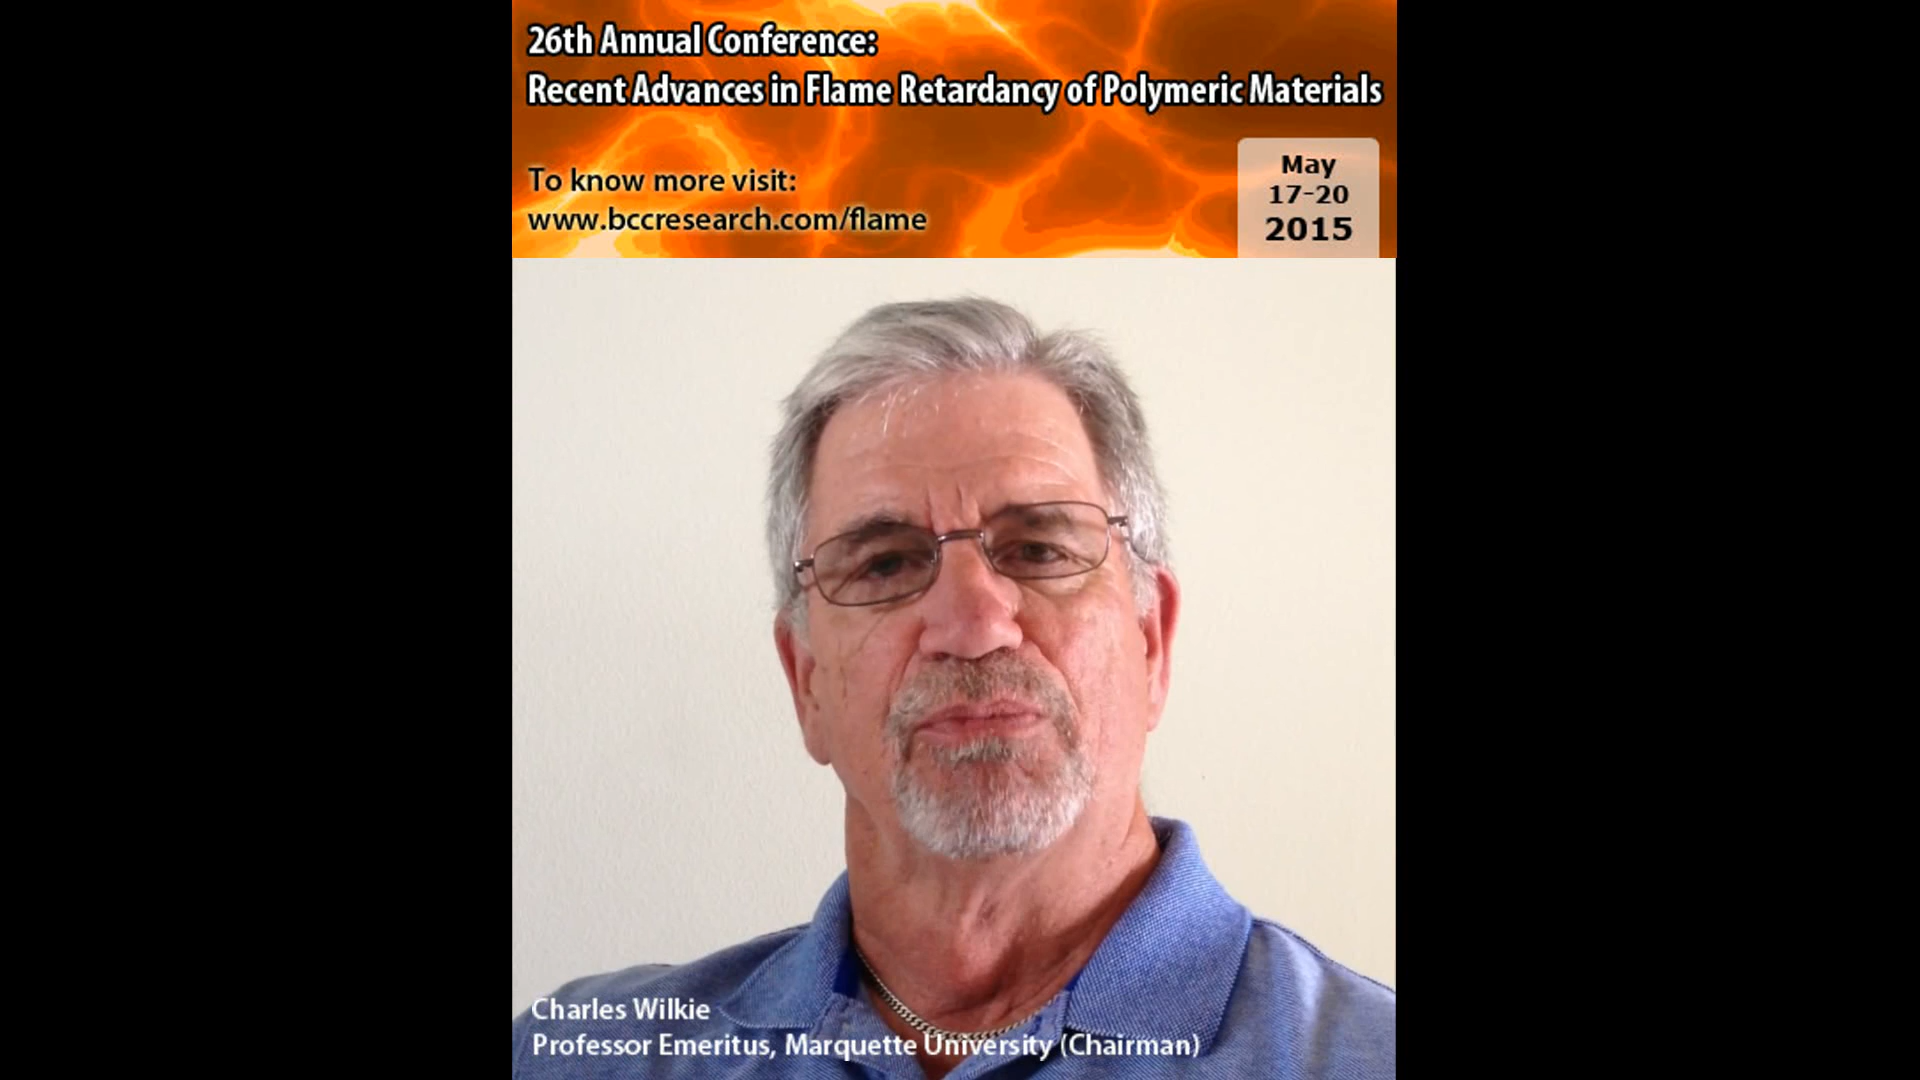 26th Annual Conference:
Recent Advances in Flame Retardancy of Polymeric Materials
To know more visit:
www.bccresearch.com/flame
May
17-20
2015
Charles Wilkie
Professor Emeritus, Marquette University (Chairman)